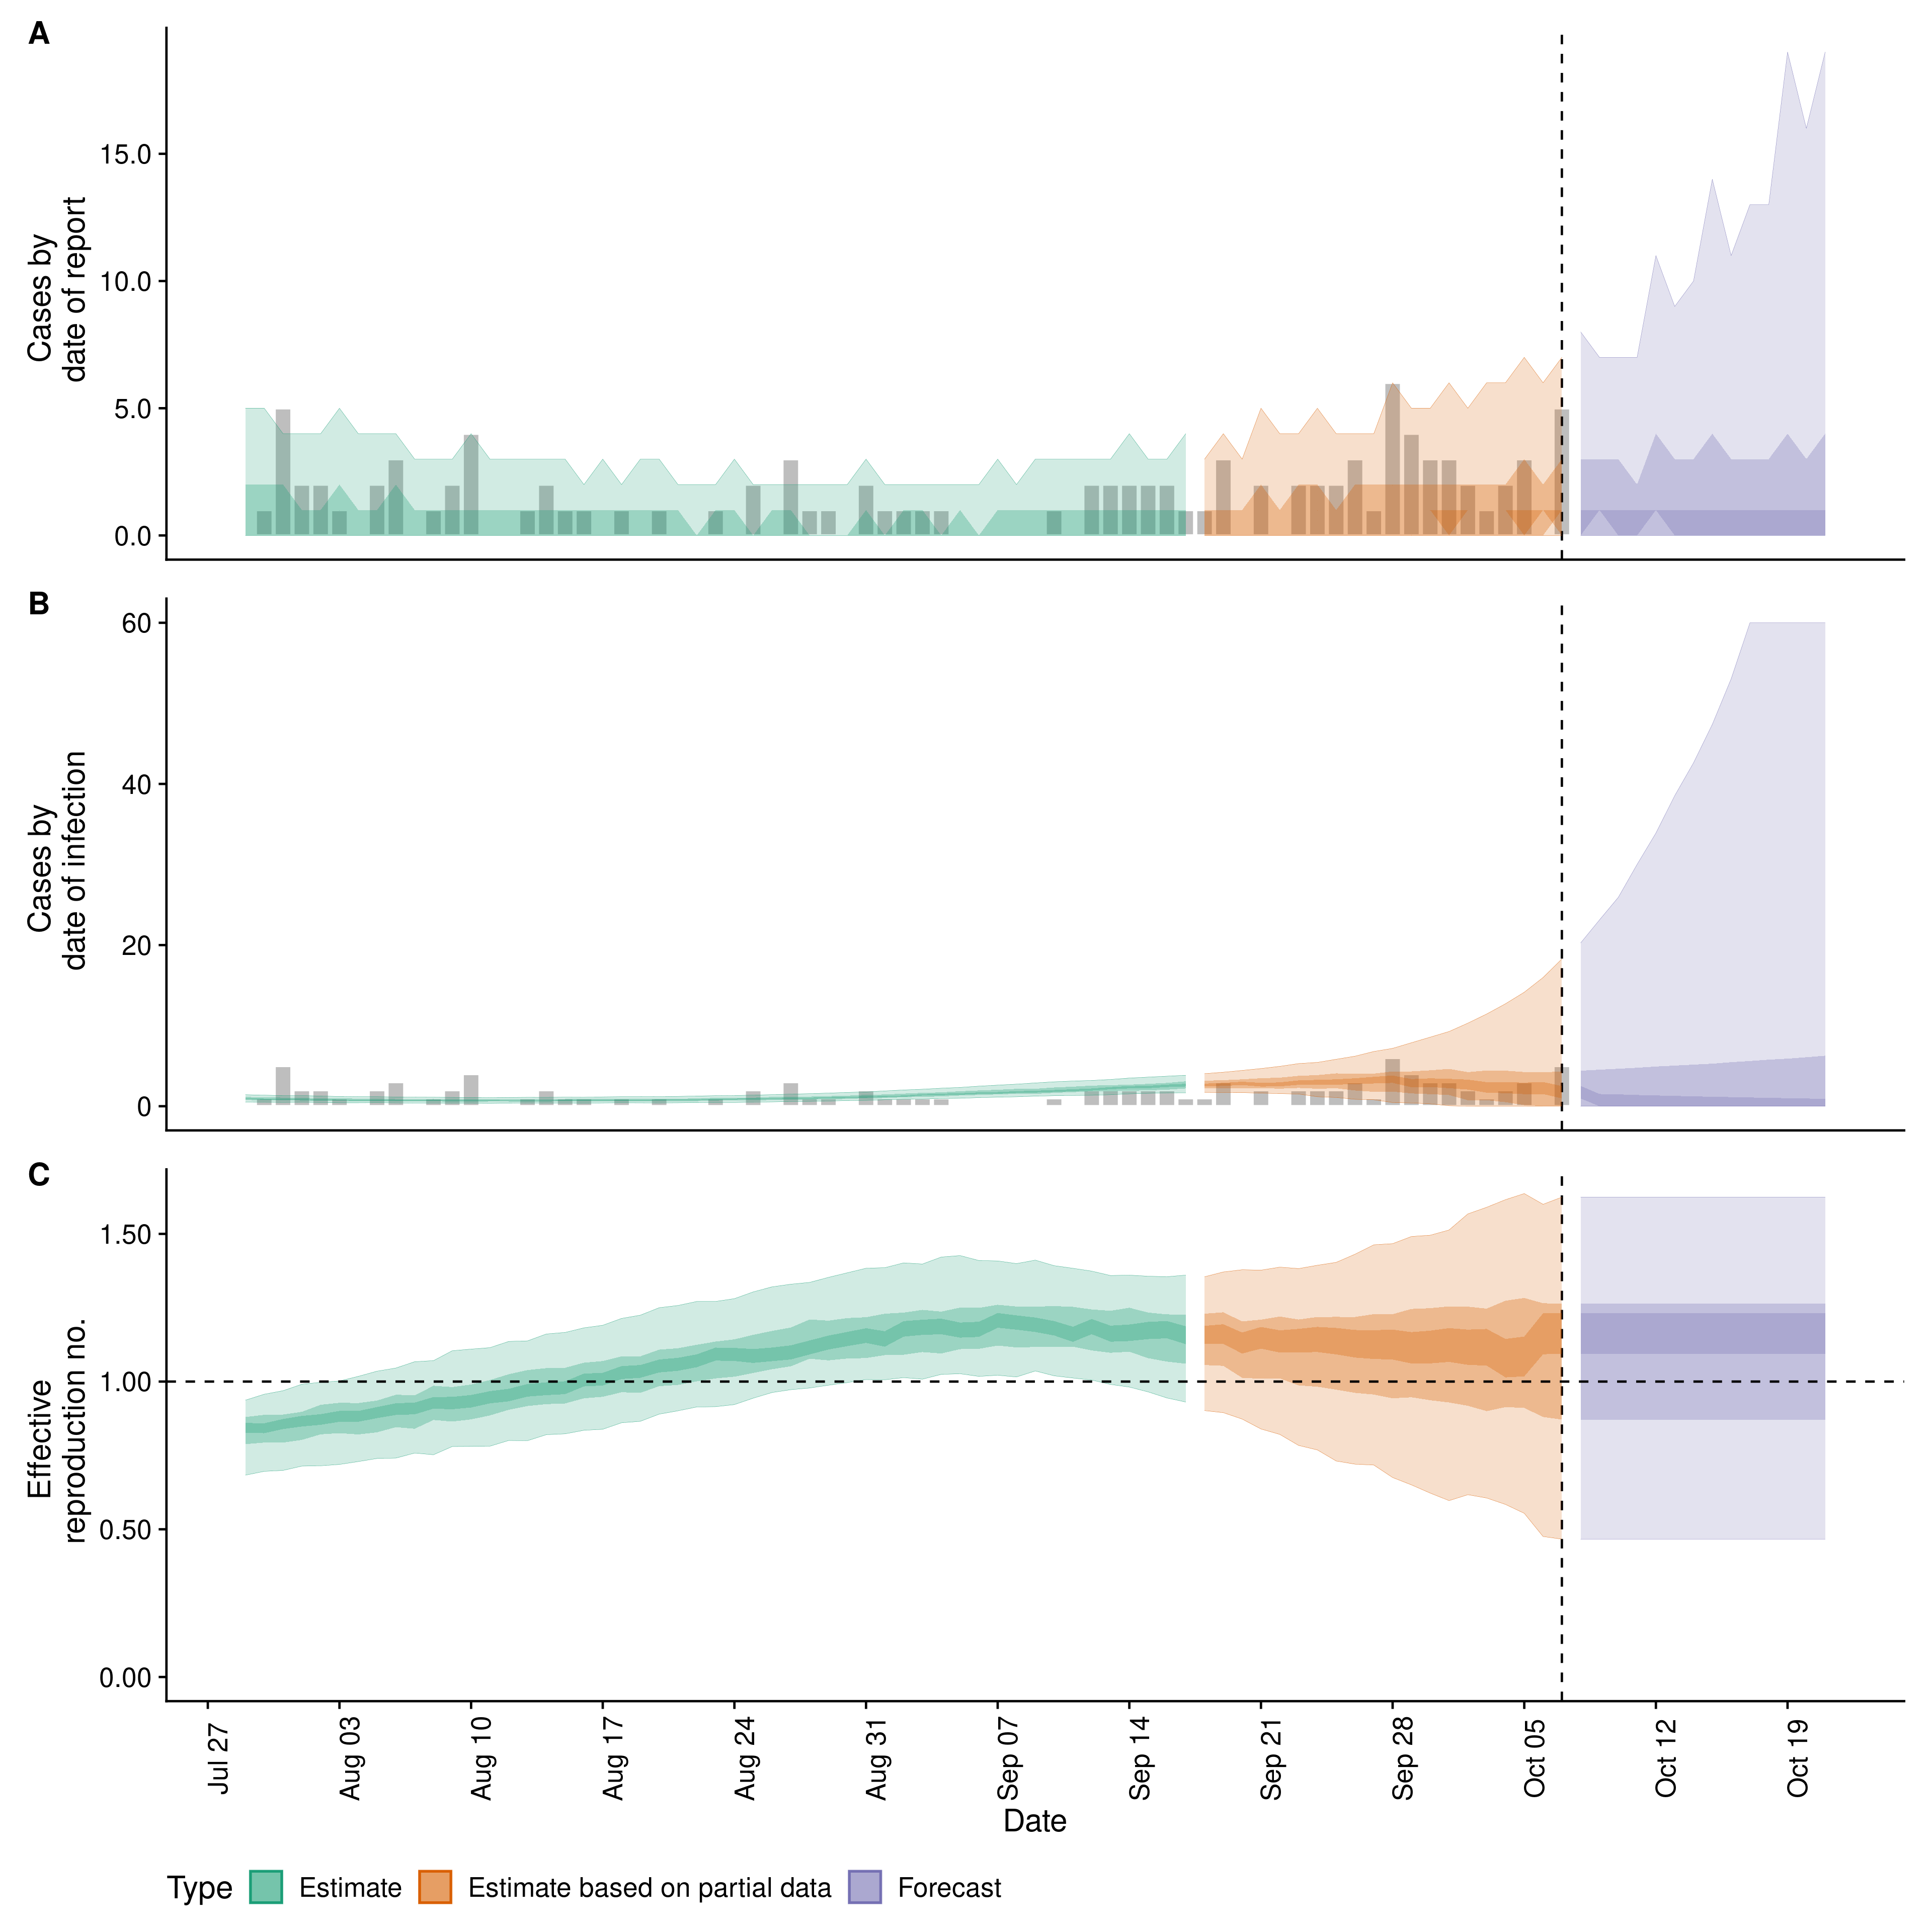 A
Cases by
date of report
15.0
10.0
5.0
0.0
B
Cases by
date of infection
60
40
20
0
C
Effective
reproduction no.
1.50
1.00
0.50
0.00
Jul 27
Aug 03
Aug 10
Aug 17
Aug 24
Aug 31
Sep 07
Sep 14
Sep 21
Sep 28
Oct 05
Oct 12
Oct 19
Date
Type Estimate Estimate based on partial data Forecast